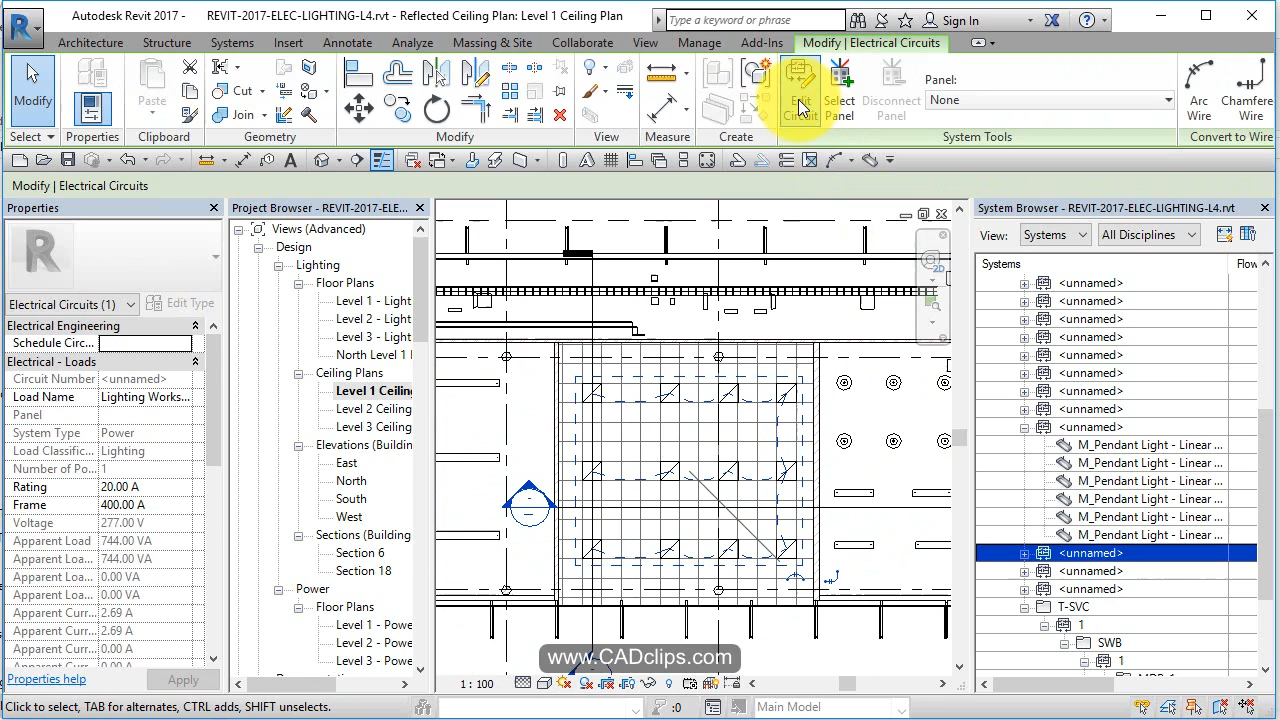 Autodesk Revit 2017 - REVIT-2017-ELEC-LIGHTING-L4.rvt - Reflected Ceiling Plan: Level 1 Ceiling Plan
Type a keyword or phrase
Sign In
Architecture Structure Systems Insert Annotate Analyze Massing & Site Collaborate View Manage Add-Ins Modify | Electrical Circuits
Modify
Paste
Cut
Join
Edit Circuit
Select Panel
Disconnect Panel
Panel:
None
Arc Wire
Chamfere Wire
Select Properties Clipboard Geometry Modify View Measure Create System Tools Convert to Wire
Modify | Electrical Circuits
Properties
Electrical Circuits (1)
Edit Type
Electrical Engineering
Schedule Circ...
Electrical - Loads
Circuit Number <unnamed>
Load Name Lighting Works...
Panel
System Type Power
Load Classific... Lighting
Number of Po... 1
Rating 20.00 A
Frame 400.00 A
Voltage 277.00 V
Apparent Load 744.00 VA
Apparent Loa... 744.00 VA
Apparent Loa... 0.00 VA
Apparent Loa... 0.00 VA
Apparent Curr... 2.69 A
Apparent Curr... 2.69 A
Apparent Curr... 0.00 A
Apparent Curr... 0.00 A
Properties help
Apply
Project Browser - REVIT-2017-ELE...
Views (Advanced)
Design
Lighting
Floor Plans
Level 1 - Light
Level 2 - Light
Level 3 - Light
North Level 1
Ceiling Plans
Level 1 Ceiling
Level 2 Ceiling
Level 3 Ceiling
Elevations (Building
East
North
South
West
Sections (Building
Section 6
Section 18
Power
Floor Plans
Level 1 - Powe
Level 2 - Powe
Level 3 - Powe
2D
www.CADclips.com
1 : 100
System Browser - REVIT-2017-ELEC-LIGHTING-L4.rvt
View: Systems All Disciplines
Systems Flow
<unnamed>
<unnamed>
<unnamed>
<unnamed>
<unnamed>
<unnamed>
<unnamed>
<unnamed>
<unnamed>
M_Pendant Light - Linear ...
M_Pendant Light - Linear ...
M_Pendant Light - Linear ...
M_Pendant Light - Linear ...
M_Pendant Light - Linear ...
M_Pendant Light - Linear ...
<unnamed>
<unnamed>
<unnamed>
T-SVC
1
SWB
1
Click to select, TAB for alternates, CTRL adds, SHIFT unselects.
:0
Main Model